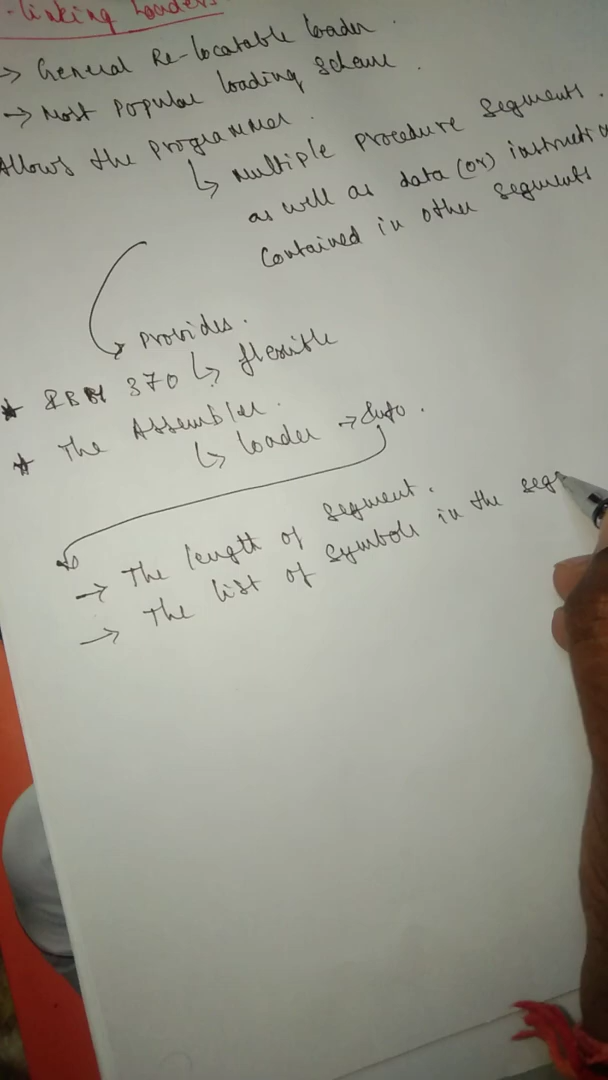 -linking Loaders
→ General Re-locatable loader.
→ Most Popular loading scheme.
Allows the Programmer.
↳ Multiple Procedure Segments.
as well as data (or) instructi
Contained in other segments
Provides.
↳ flexible
* IBM 370
* The Assembler.
↳ loader → Info.
→ The length of segment.
→ The list of symbols in the seg